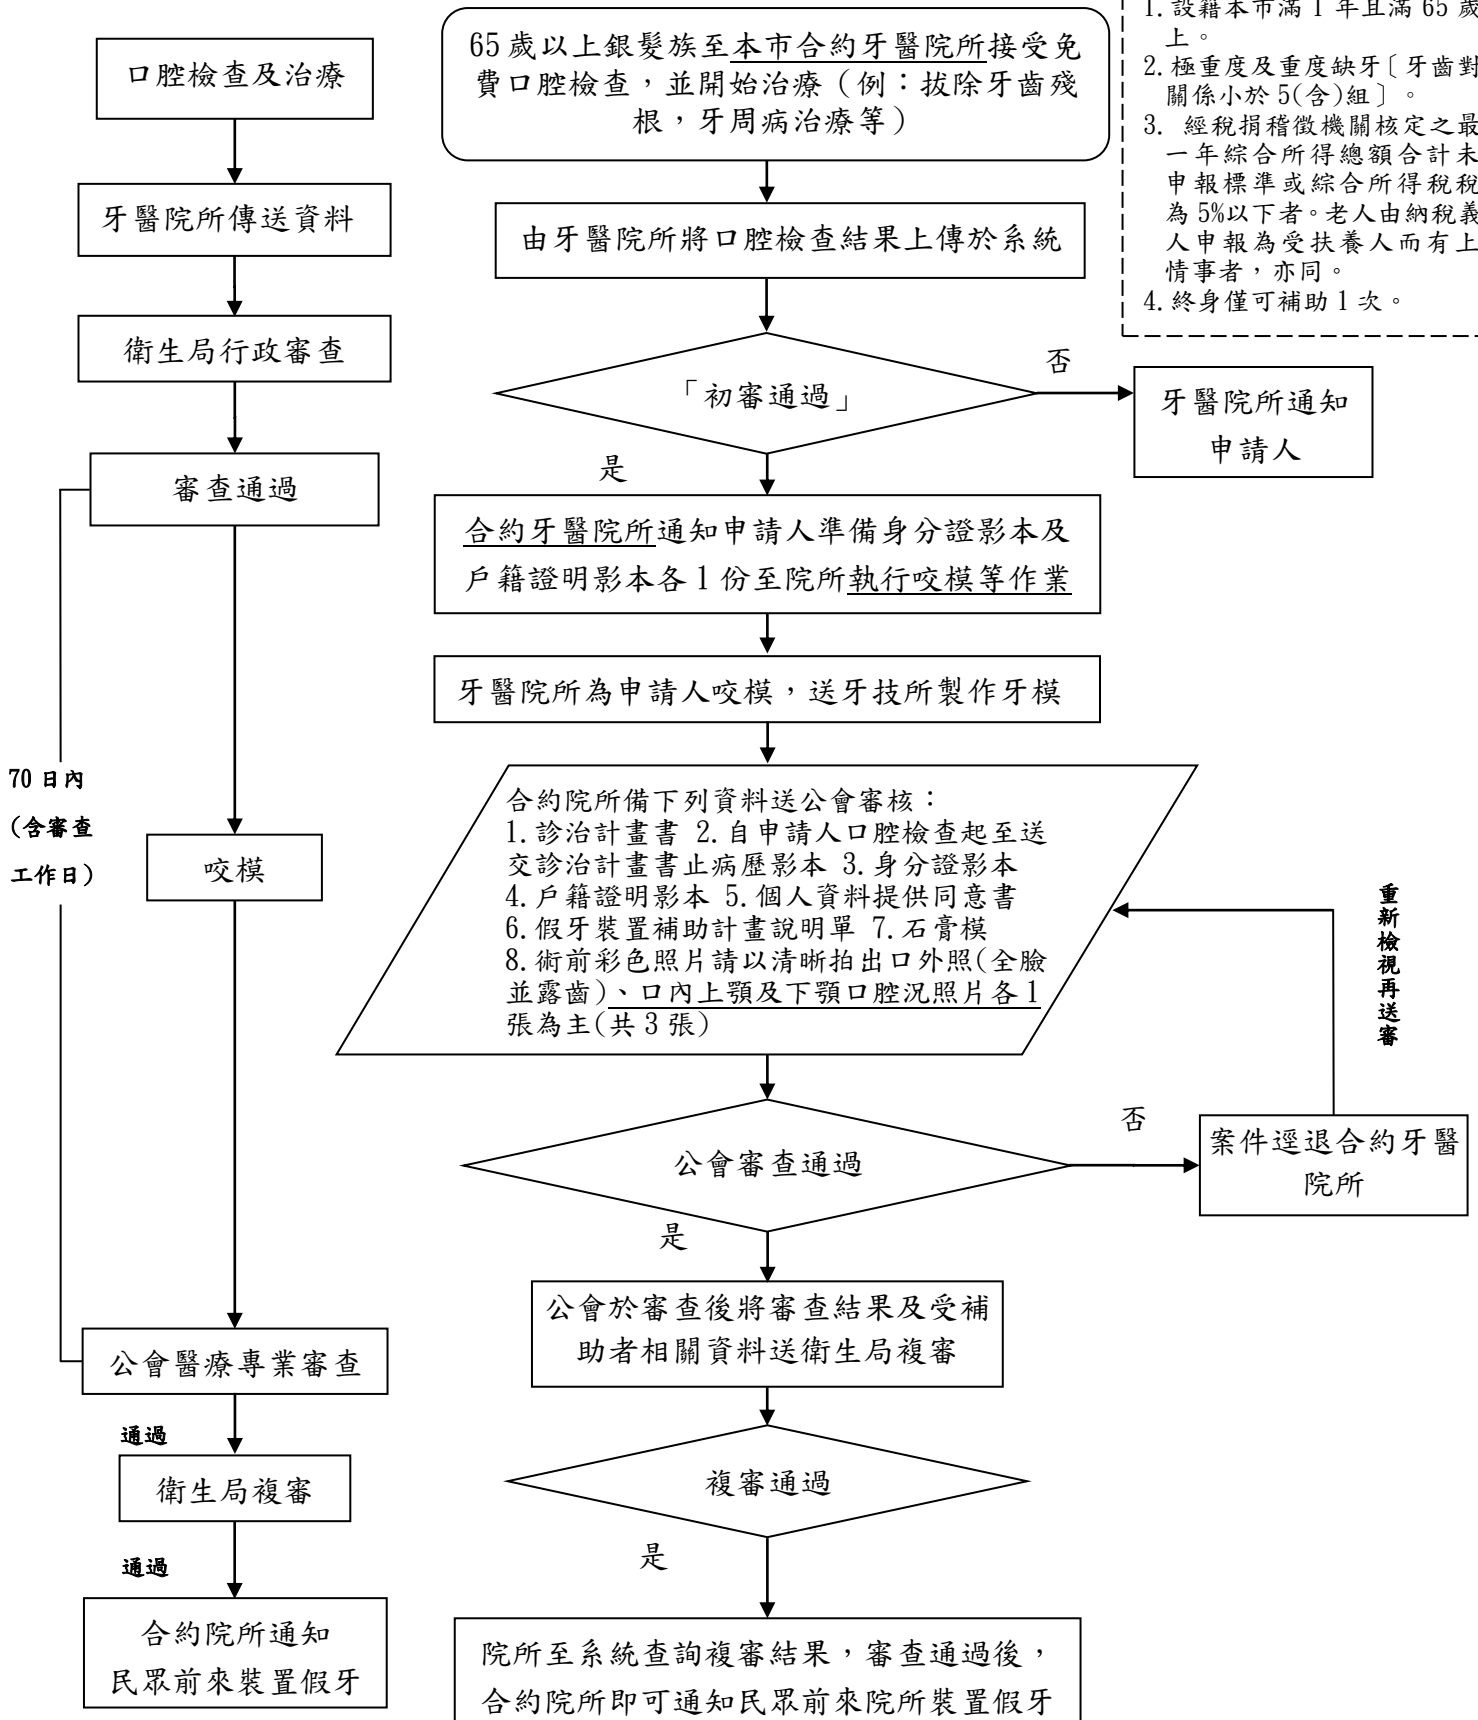 口腔檢查及治療
牙醫院所傳送資料
衛生局行政審查
審查通過
70 日內
(含審查
工作日)
咬模
公會醫療專業審查
通過
衛生局複審
通過
合約院所通知
民眾前來裝置假牙
65 歲以上銀髮族至本市合約牙醫院所接受免
費口腔檢查，並開始治療（例：拔除牙齒殘
根，牙周病治療等）
由牙醫院所將口腔檢查結果上傳於系統
「初審通過」
否
牙醫院所通知
申請人
是
合約牙醫院所通知申請人準備身分證影本及
戶籍證明影本各 1 份至院所執行咬模等作業
牙醫院所為申請人咬模，送牙技所製作牙模
合約院所備下列資料送公會審核：
1.診治計畫書 2.自申請人口腔檢查起至送
交診治計畫書止病歷影本 3.身分證影本
4.戶籍證明影本 5.個人資料提供同意書
6.假牙裝置補助計畫說明單 7.石膏模
8.術前彩色照片請以清晰拍出口外照(全臉
並露齒)、口內上顎及下顎口腔況照片各 1
張為主(共 3 張)
重新檢視再送審
公會審查通過
否
案件逕退合約牙醫
院所
是
公會於審查後將審查結果及受補
助者相關資料送衛生局複審
複審通過
是
院所至系統查詢複審結果，審查通過後，
合約院所即可通知民眾前來院所裝置假牙
1.設籍本市滿 1 年且滿 65 歲
上。
2.極重度及重度缺牙〔牙齒對
關係小於 5(含)組〕。
3. 經稅捐稽徵機關核定之最
一年綜合所得總額合計未
申報標準或綜合所得稅稅
為 5%以下者。老人由納稅義
人申報為受扶養人而有上
情事者，亦同。
4.終身僅可補助 1 次。